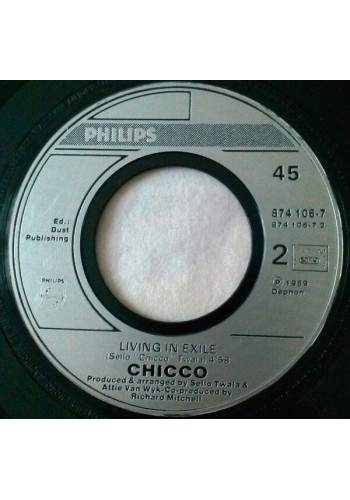 PHILIPS
45
Ed.:
Dust
Publishing
874 106-7
874 106-7.2
2
PHILIPS
℗ 1989
Dephon
LIVING IN EXILE
(Sello "Chicco" Twala) 4.58
CHICCO
Produced & arranged by Sello Twala &
Attie Van Wyk·Co-produced by
Richard Mitchell